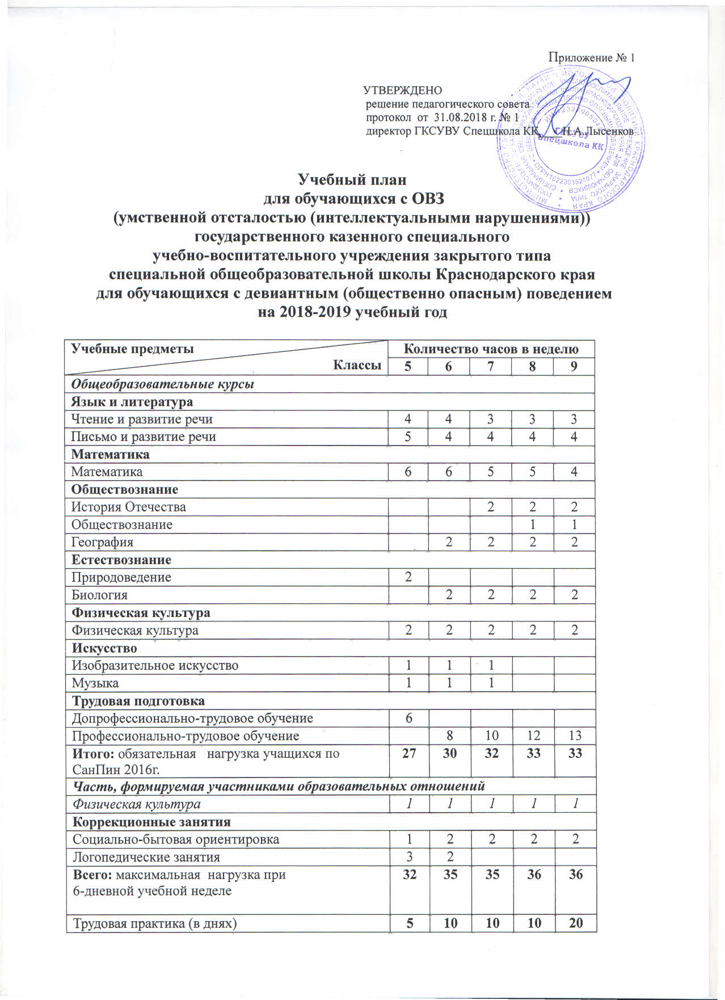 Приложение № 1
УТВЕРЖДЕНО
решение педагогического совета
протокол от 31.08.2018 г. № 1
директор ГКСУВУ Спецшкола КК ____ Н.А.Лысенков
ГКСУВУ
Спецшкола КК
Учебный план
для обучающихся с ОВЗ
(умственной отсталостью (интеллектуальными нарушениями))
государственного казенного специального
учебно-воспитательного учреждения закрытого типа
специальной общеобразовательной школы Краснодарского края
для обучающихся с девиантным (общественно опасным) поведением
на 2018-2019 учебный год
Учебные предметы Количество часов в неделю
Классы 5 6 7 8 9
Общеобразовательные курсы
Язык и литература
Чтение и развитие речи 4 4 3 3 3
Письмо и развитие речи 5 4 4 4 4
Математика
Математика 6 6 5 5 4
Обществознание
История Отечества 2 2 2
Обществознание 1 1
География 2 2 2 2
Естествознание
Природоведение 2
Биология 2 2 2 2
Физическая культура
Физическая культура 2 2 2 2 2
Искусство
Изобразительное искусство 1 1 1
Музыка 1 1 1
Трудовая подготовка
Допрофессионально-трудовое обучение 6
Профессионально-трудовое обучение 8 10 12 13
Итого: обязательная нагрузка учащихся по 27 30 32 33 33
СанПин 2016г.
Часть, формируемая участниками образовательных отношений
Физическая культура 1 1 1 1 1
Коррекционные занятия
Социально-бытовая ориентировка 1 2 2 2 2
Логопедические занятия 3 2
Всего: максимальная нагрузка при 32 35 35 36 36
6-дневной учебной неделе
Трудовая практика (в днях) 5 10 10 10 20